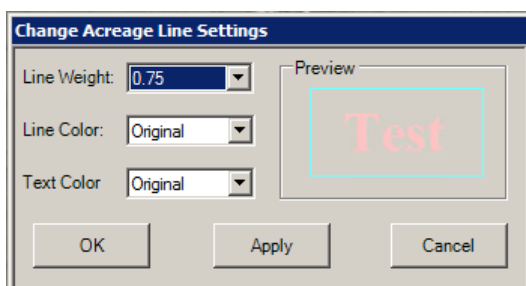 Change Acreage Line Settings
Line Weight: 0.75
Preview
Test
Line Color: Original
Text Color Original
OK Apply Cancel